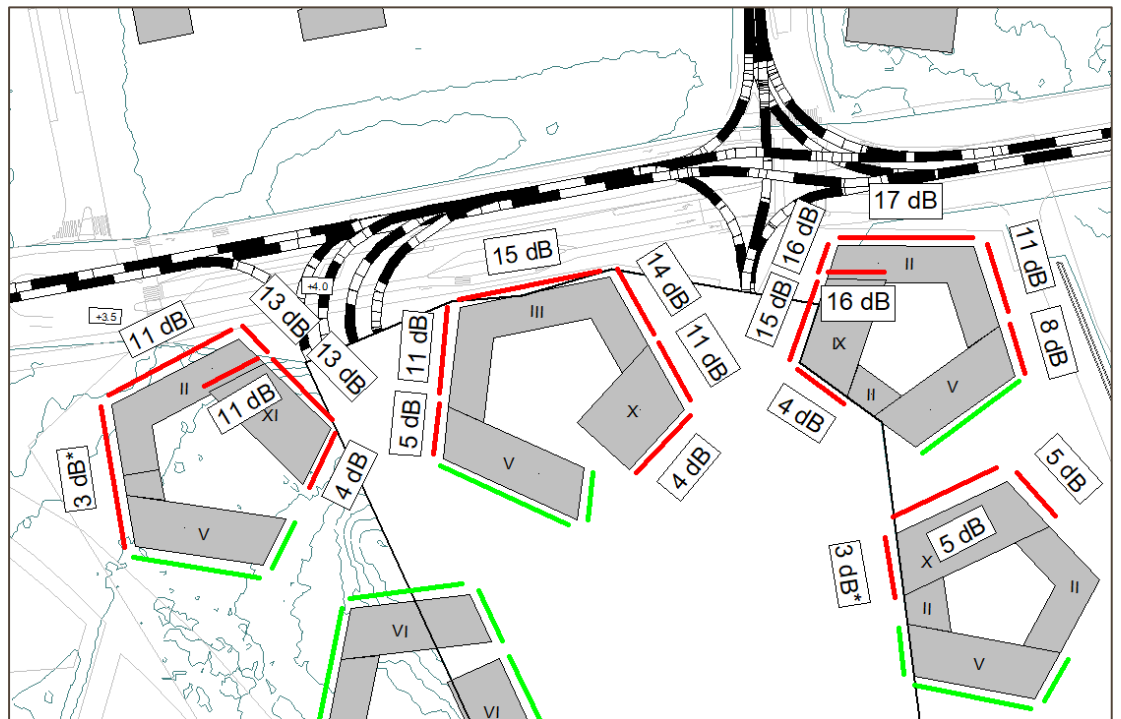 17 dB
15 dB
16 dB
11 dB
14 dB
II
+4.0
13 dB
+3.5
11 dB
15 dB
16 dB
III
8 dB
13 dB
11 dB
11 dB
IX
II
11 dB
XI
5 dB
X
4 dB
II
V
3 dB*
4 dB
V
4 dB
5 dB
V
5 dB
X
3 dB*
II
II
VI
V
VI